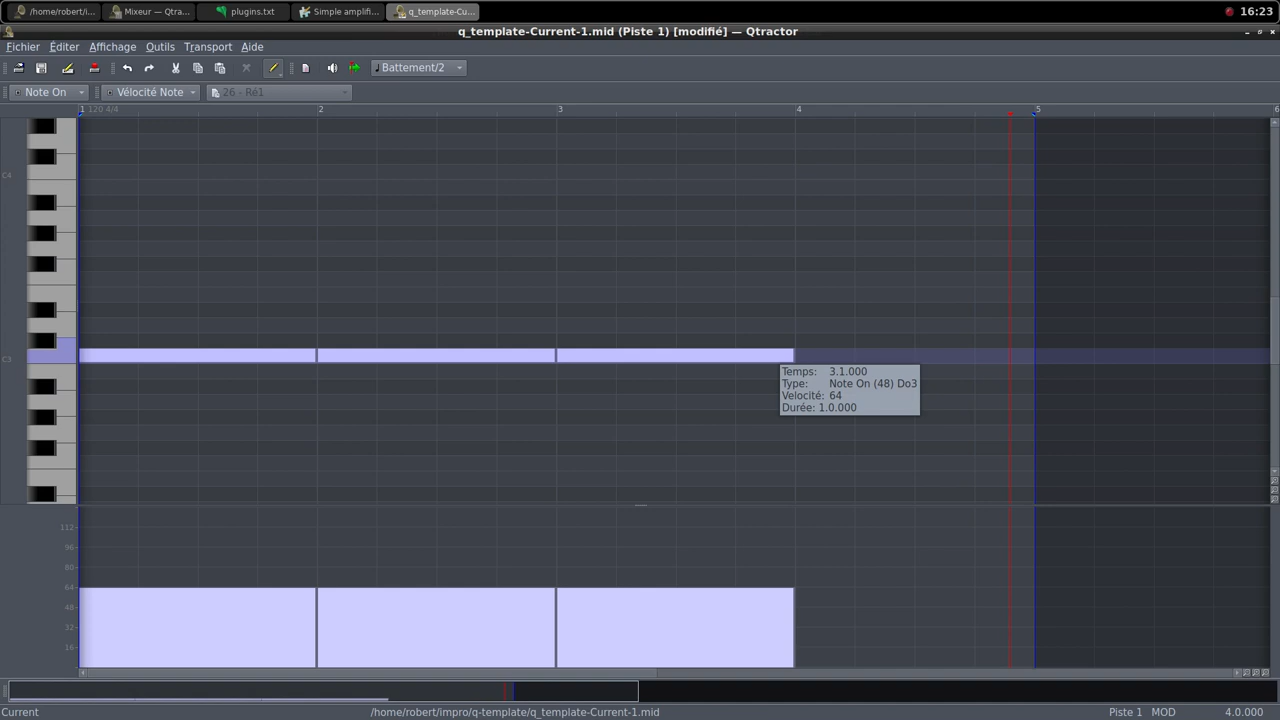 /home/robert/i... Mixeur — Qtra... plugins.txt Simple amplifi... q_template-Cu... 16:23
q_template-Current-1.mid (Piste 1) [modifié] — Qtractor
Fichier Éditer Affichage Outils Transport Aide
Battement/2
Note On Vélocité Note 26 - Ré1
1 120 4/4 2 3 4 5 6
C4
C3
Temps: 3.1.000
Type: Note On (48) Do3
Velocité: 64
Durée: 1.0.000
112
96
80
64
48
32
16
Current /home/robert/impro/q-template/q_template-Current-1.mid Piste 1 MOD 4.0.000